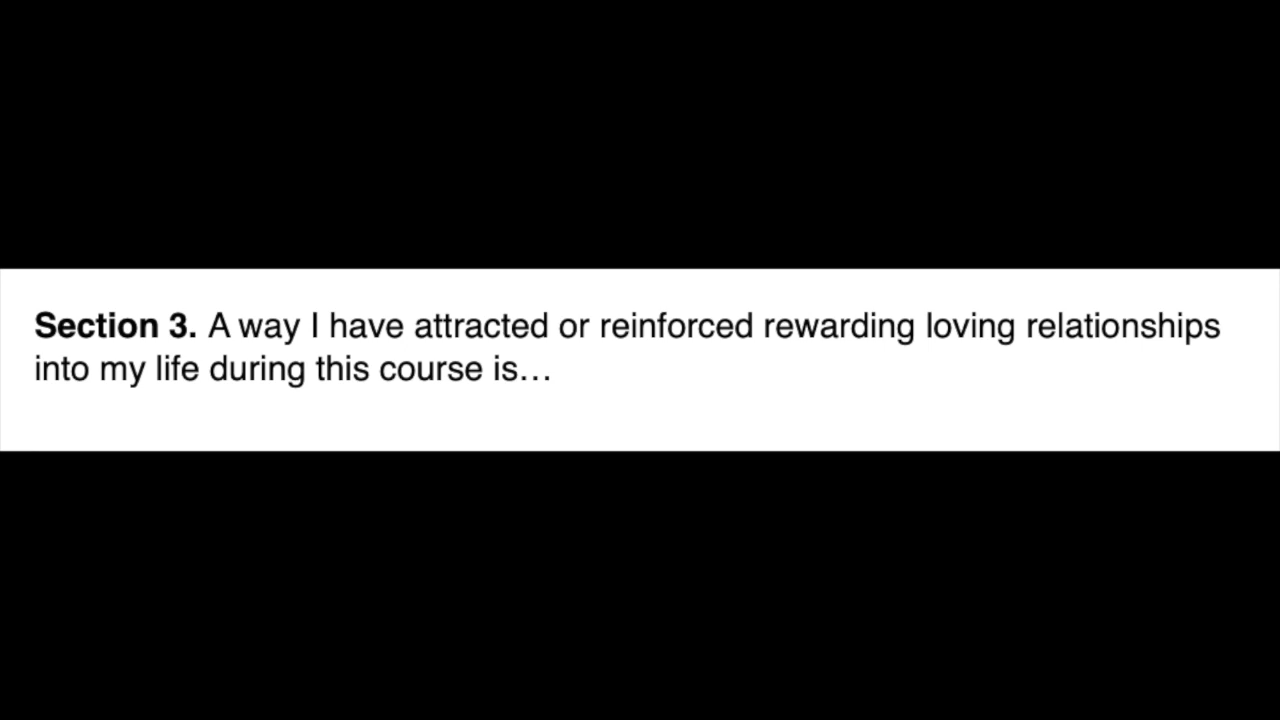 Section 3. A way I have attracted or reinforced rewarding loving relationships
into my life during this course is…